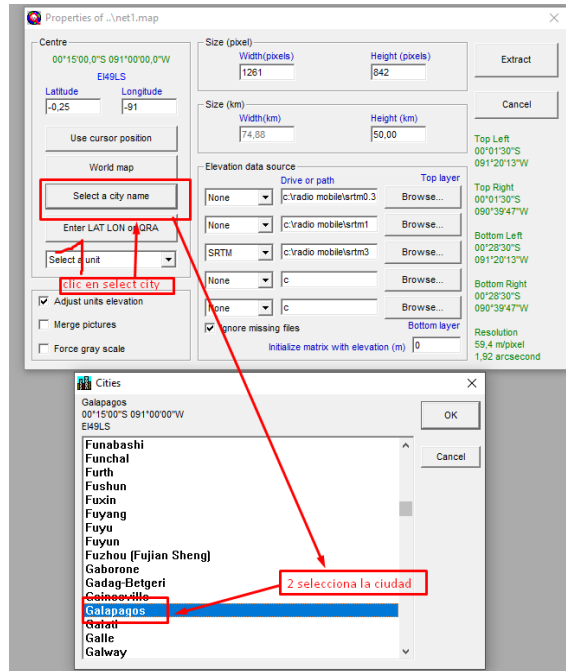 Properties of ..\net1.map
Centre
00°15'00,0''S 091°00'00,0''W
EI49LS
Latitude Longitude
-0,25 -91
Use cursor position
World map
Select a city name
Enter LAT LON or QRA
Select a unit
1
clic en select city
Adjust units elevation
Merge pictures
Force gray scale
Size (pixel)
Width(pixels) Height (pixels)
1261 842
Size (km)
Width(km) Height (km)
74,88 50,00
Elevation data source
Drive or path Top layer
None c:\radio mobile\srtm0.3 Browse...
None c:\radio mobile\srtm1 Browse...
SRTM c:\radio mobile\srtm3 Browse...
None c Browse...
None c Browse...
Ignore missing files Bottom layer
Initialize matrix with elevation (m) 0
Extract
Cancel
Top Left
00°01'30''S
091°20'13''W
Top Right
00°01'30''S
090°39'47''W
Bottom Left
00°28'30''S
091°20'13''W
Bottom Right
00°28'30''S
090°39'47''W
Resolution
59,4 m/pixel
1,92 arcsecond
Cities
Galapagos
00°15'00''S 091°00'00''W
EI49LS
OK
Cancel
Funabashi
Funchal
Furth
Fushun
Fuxin
Fuyang
Fuyu
Fuyun
Fuzhou (Fujian Sheng)
Gaborone
Gadag-Betgeri
Gainesville
Galapagos
Galati
Galle
Galway
2 selecciona la ciudad